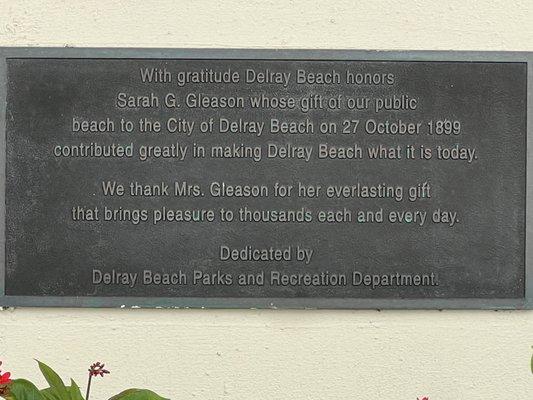 With gratitude Delray Beach honors
Sarah G. Gleason whose gift of our public
beach to the City of Delray Beach on 27 October 1899
contributed greatly in making Delray Beach what it is today.
We thank Mrs. Gleason for her everlasting gift
that brings pleasure to thousands each and every day.
Dedicated by
Delray Beach Parks and Recreation Department.